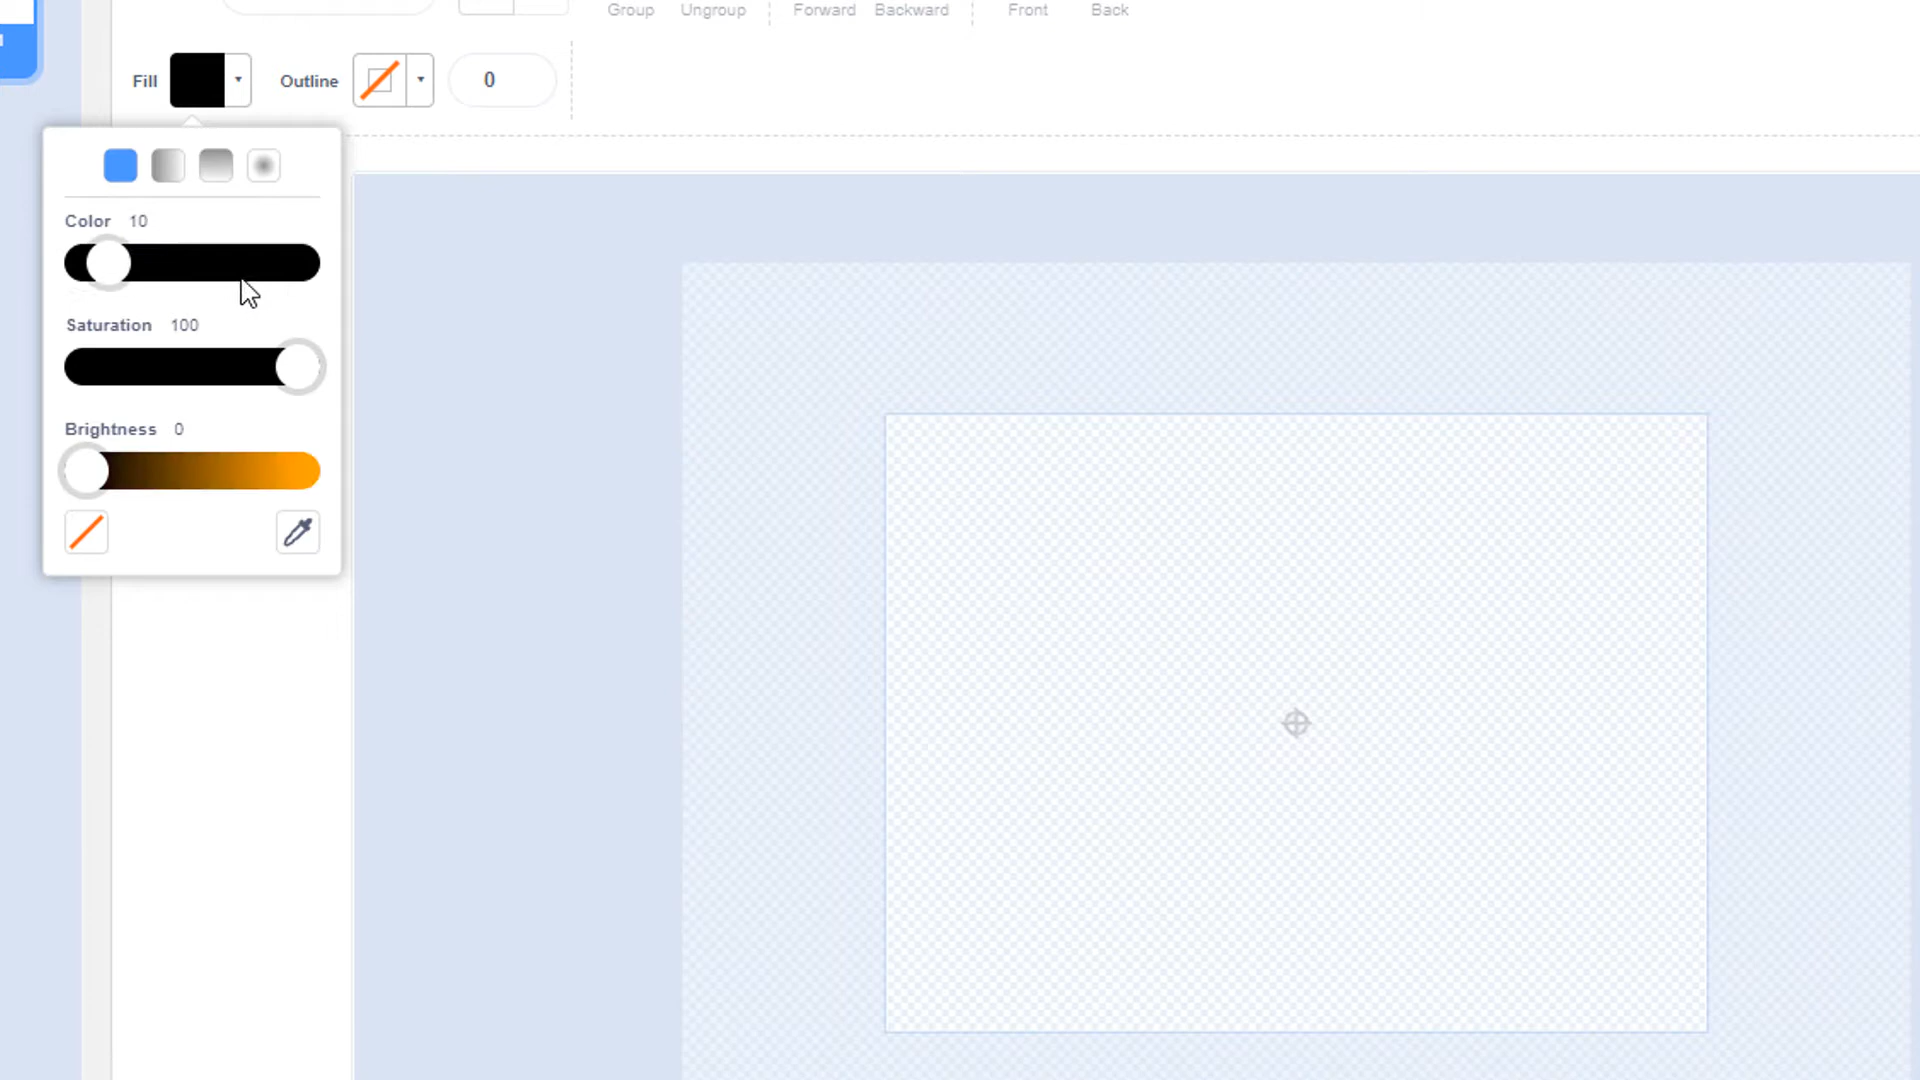 Group Ungroup Forward Backward Front Back
Fill Outline 0
Color 10
Saturation 100
Brightness 0